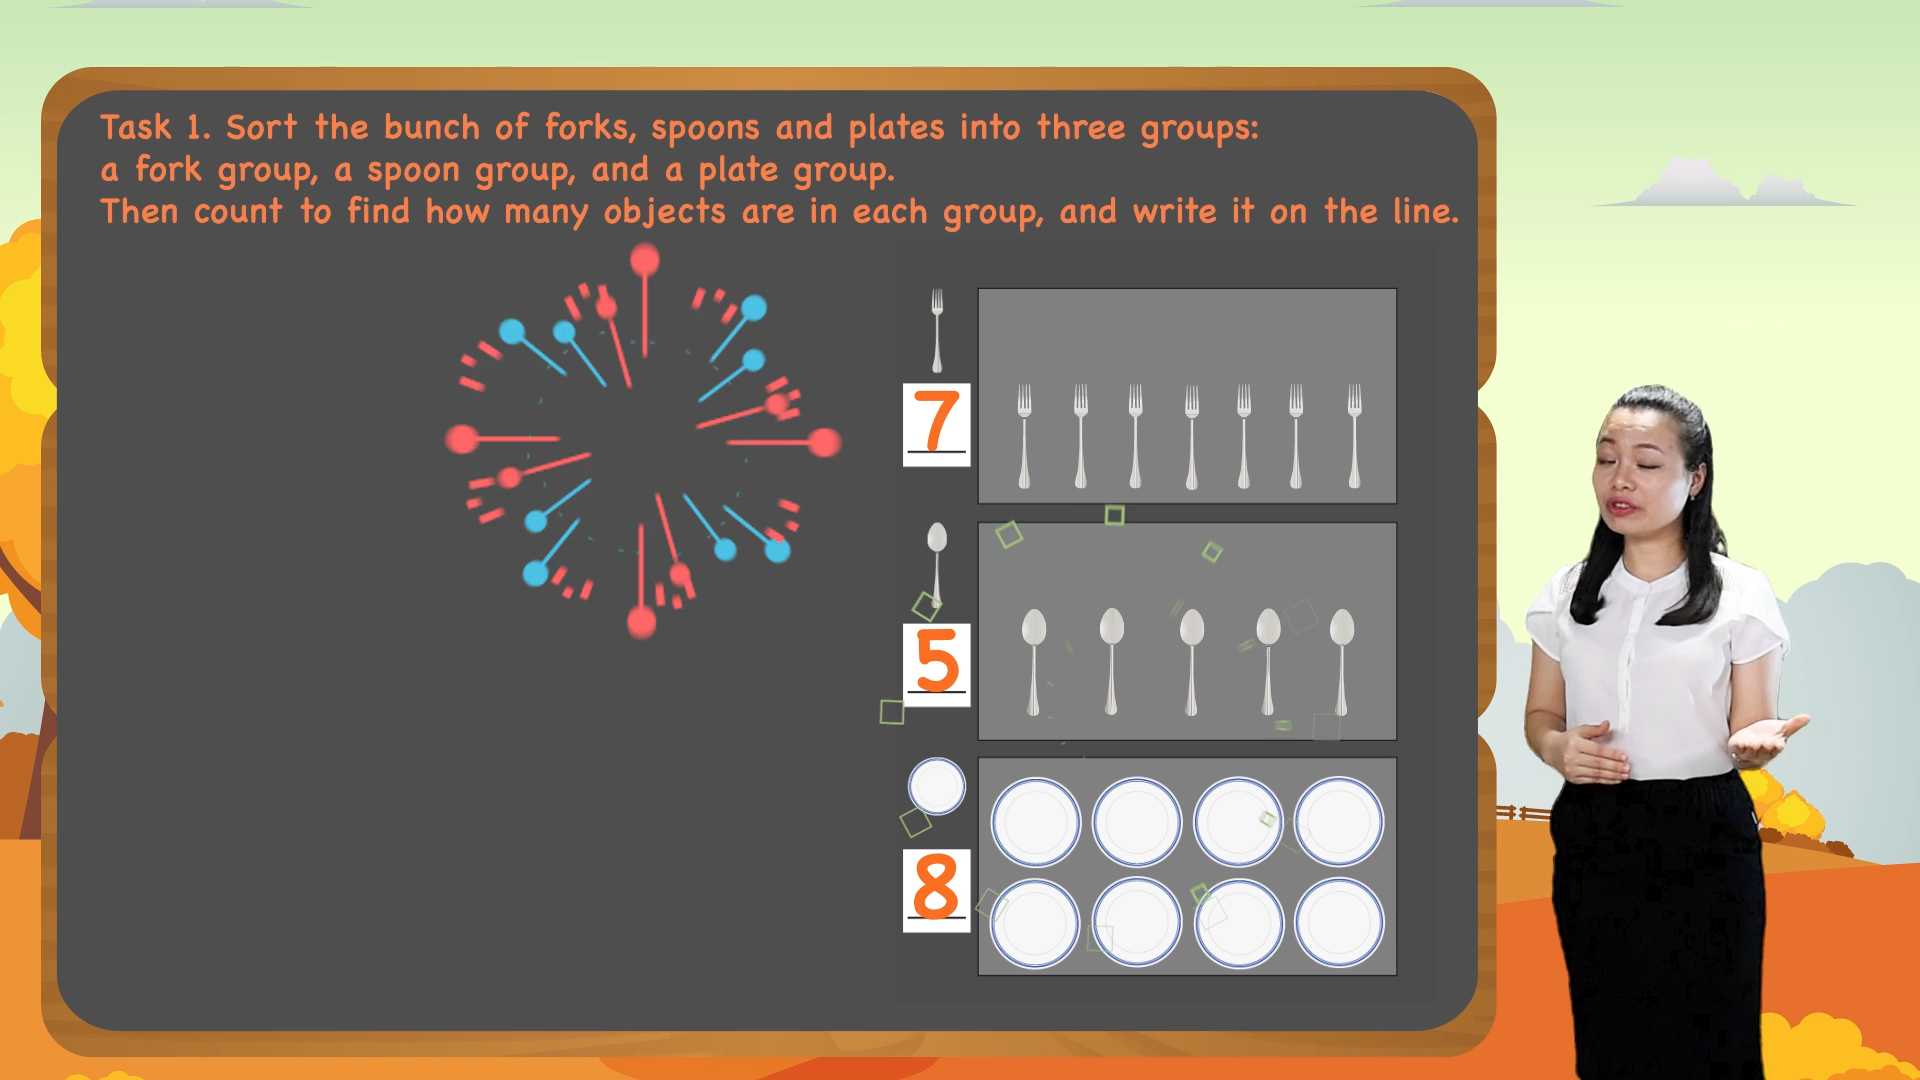 Task 1. Sort the bunch of forks, spoons and plates into three groups:
a fork group, a spoon group, and a plate group.
Then count to find how many objects are in each group, and write it on the line.
7
5
8